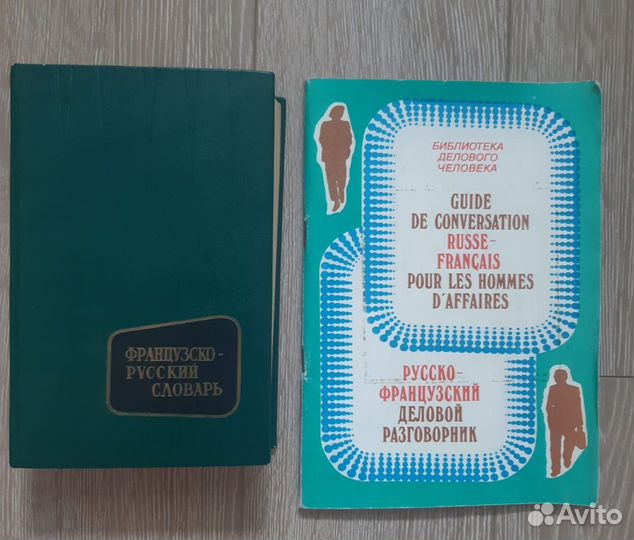 ФРАНЦУЗСКО-
РУССКИЙ
СЛОВАРЬ
БИБЛИОТЕКА
ДЕЛОВОГО
ЧЕЛОВЕКА
GUIDE
DE CONVERSATION
RUSSE-
FRANÇAIS
POUR LES HOMMES
D'AFFAIRES
РУССКО-
ФРАНЦУЗСКИЙ
ДЕЛОВОЙ
РАЗГОВОРНИК
Avito